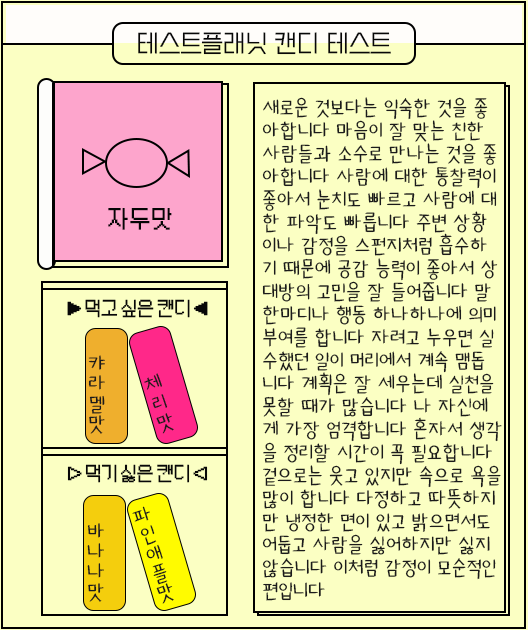 테스트플래닛 캔디 테스트
자두맛
▶먹고싶은캔디◀
캬라멜맛
체리맛
▷먹기싫은캔디◁
바나나맛
파인애플맛
새로운 것보다는 익숙한 것을 좋
아합니다 마음이 잘 맞는 친한
사람들과 소수로 만나는 것을 좋
아합니다 사람에 대한 통찰력이
좋아서 눈치도 빠르고 사람에 대
한 파악도 빠릅니다 주변 상황
이나 감정을 스펀지처럼 흡수하
기 때문에 공감 능력이 좋아서 상
대방의 고민을 잘 들어줍니다 말
한마디나 행동 하나하나에 의미
부여를 합니다 자려고 누우면 실
수했던 일이 머리에서 계속 맴돕
니다 계획은 잘 세우는데 실천을
못할 때가 많습니다 나 자신에
게 가장 엄격합니다 혼자서 생각
을 정리할 시간이 꼭 필요합니다
겉으로는 웃고 있지만 속으로 욕을
많이 합니다 다정하고 따뜻하지
만 냉정한 면이 있고 밝으면서도
어둡고 사람을 싫어하지만 싫지
않습니다 이처럼 감정이 모순적인
편입니다